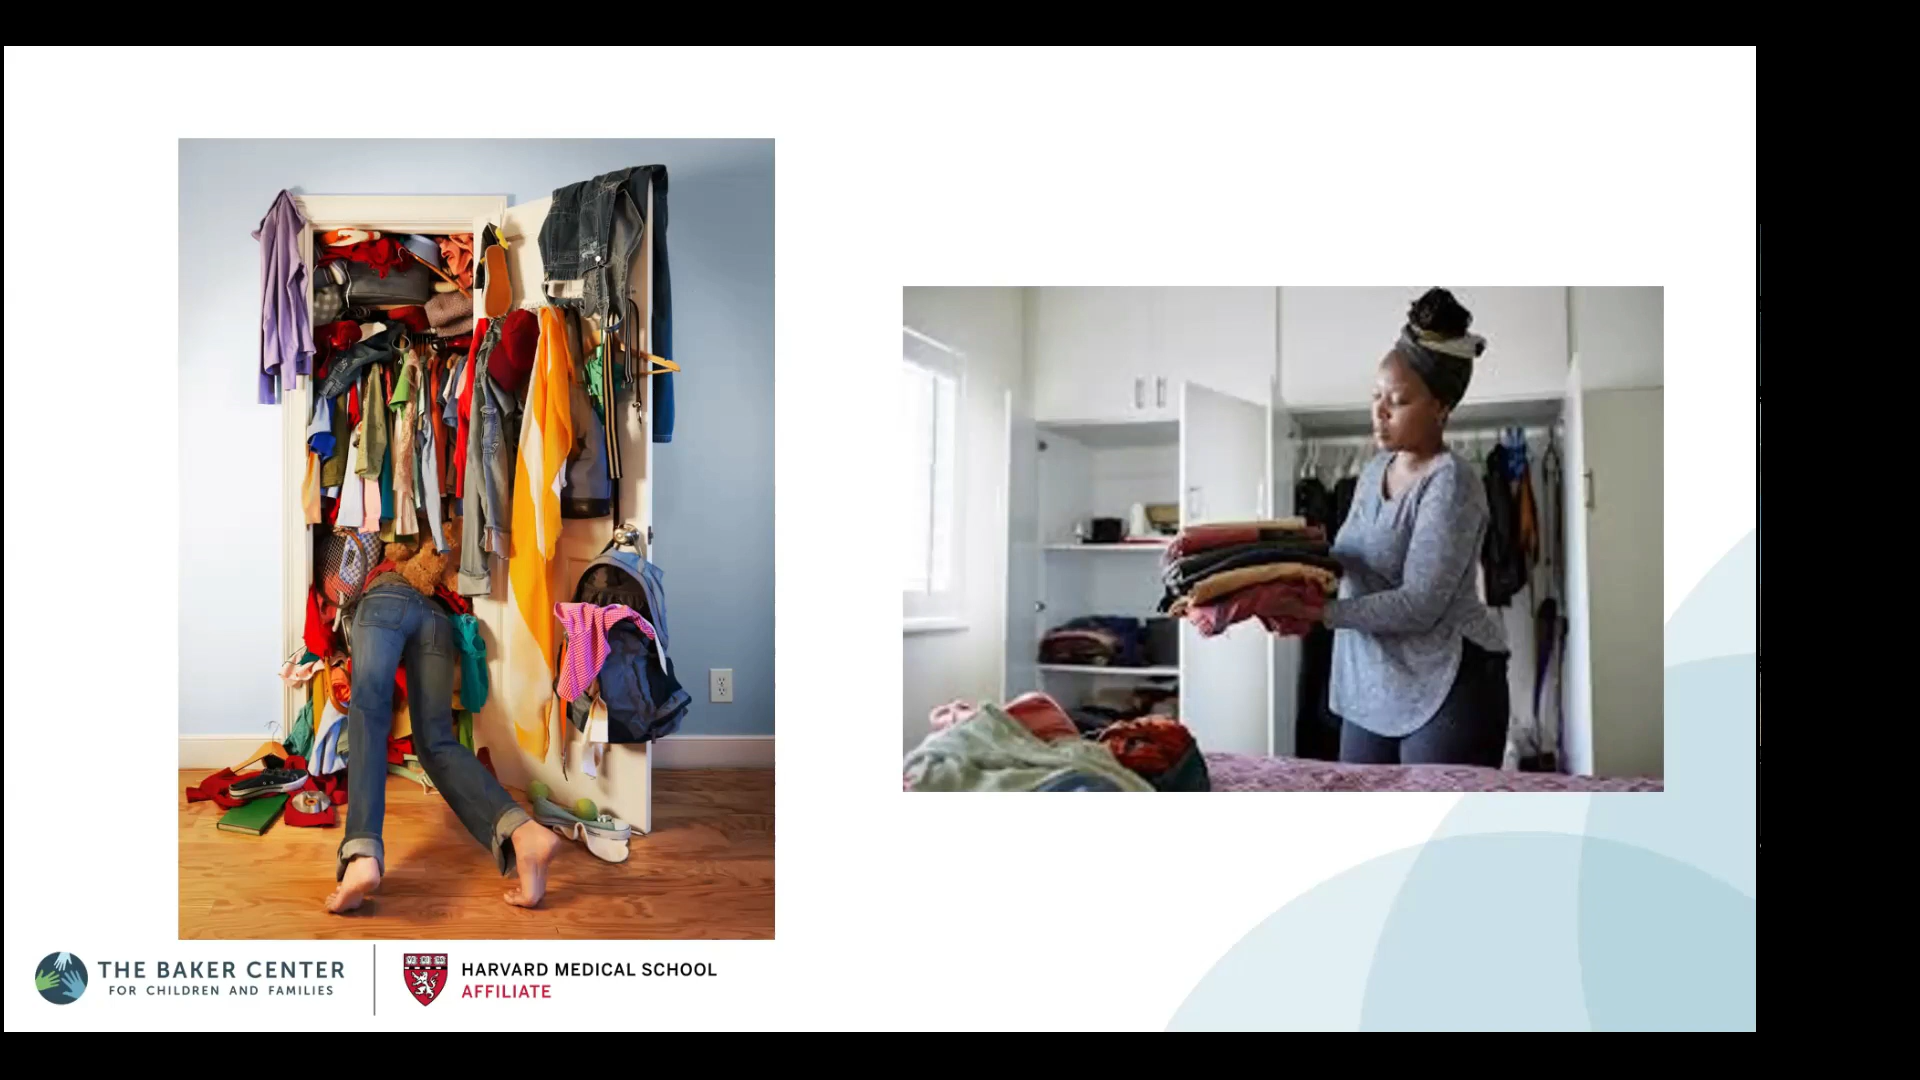 THE BAKER CENTER
FOR CHILDREN AND FAMILIES
HARVARD MEDICAL SCHOOL
AFFILIATE